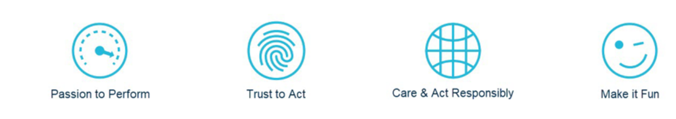 Passion to Perform
Trust to Act
Care & Act Responsibly
Make it Fun